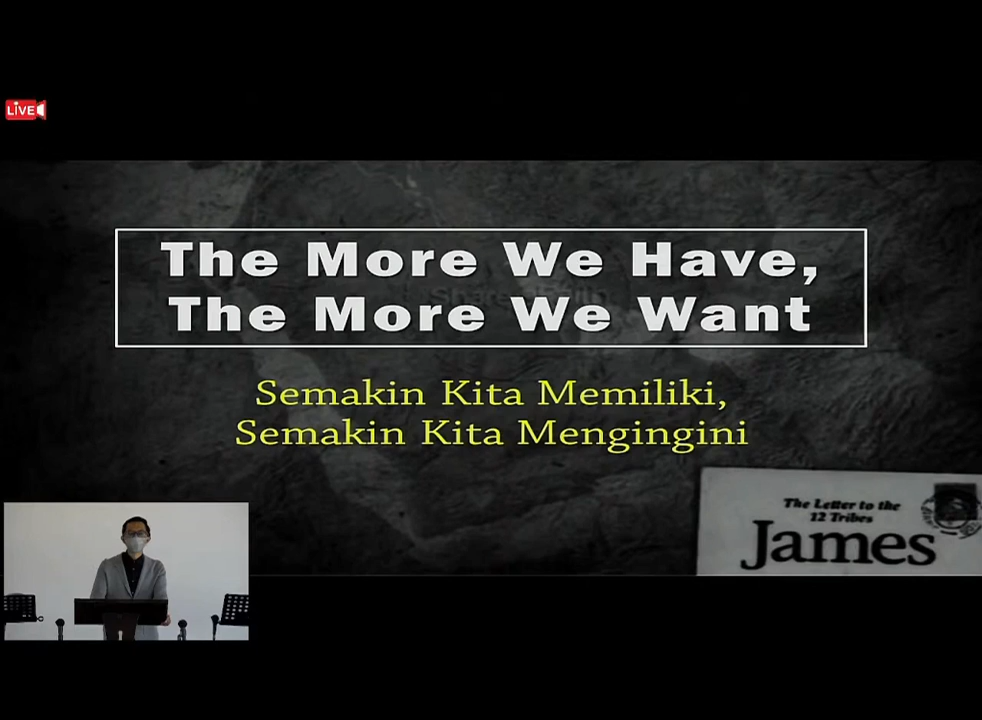 LIVE
The More We Have,
The More We Want
Semakin Kita Memiliki,
Semakin Kita Mengingini
The Letter to the
12 Tribes
James